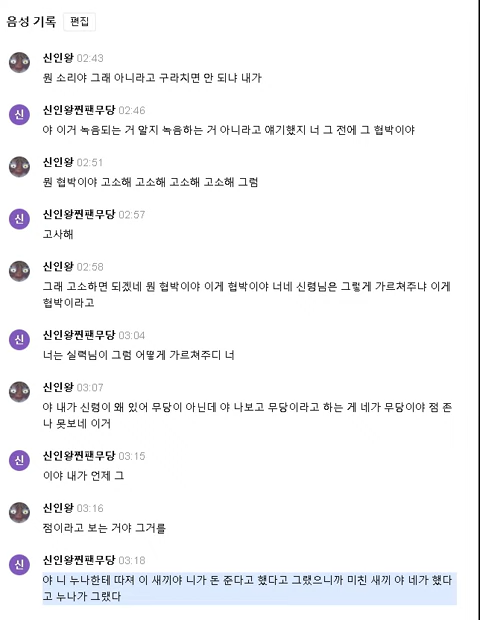 음성 기록 편집
신인왕 02:43
뭔 소리야 그래 아니라고 구라치면 안 되냐 내가
신 신인왕찐팬무당 02:46
야 이거 녹음되는 거 알지 녹음하는 거 아니라고 얘기했지 너 그 전에 그 협박이야
신인왕 02:51
뭔 협박이야 고소해 고소해 고소해 고소해 그럼
신 신인왕찐팬무당 02:57
고사해
신인왕 02:58
그래 고소하면 되겠네 뭔 협박이야 이게 협박이야 너네 신령님은 그렇게 가르쳐주냐 이게
협박이라고
신 신인왕찐팬무당 03:04
너는 실력님이 그럼 어떻게 가르쳐주디 너
신인왕 03:07
야 내가 신령이 왜 있어 무당이 아닌데 야 나보고 무당이라고 하는 게 네가 무당이야 점 존
나 못보네 이거
신 신인왕찐팬무당 03:15
이야 내가 언제 그
신인왕 03:16
점이라고 보는 거야 그거를
신 신인왕찐팬무당 03:18
야 니 누나한테 따져 이 새끼야 니가 돈 준다고 했다고 그랬으니까 미친 새끼 야 네가 했다
고 누나가 그랬다